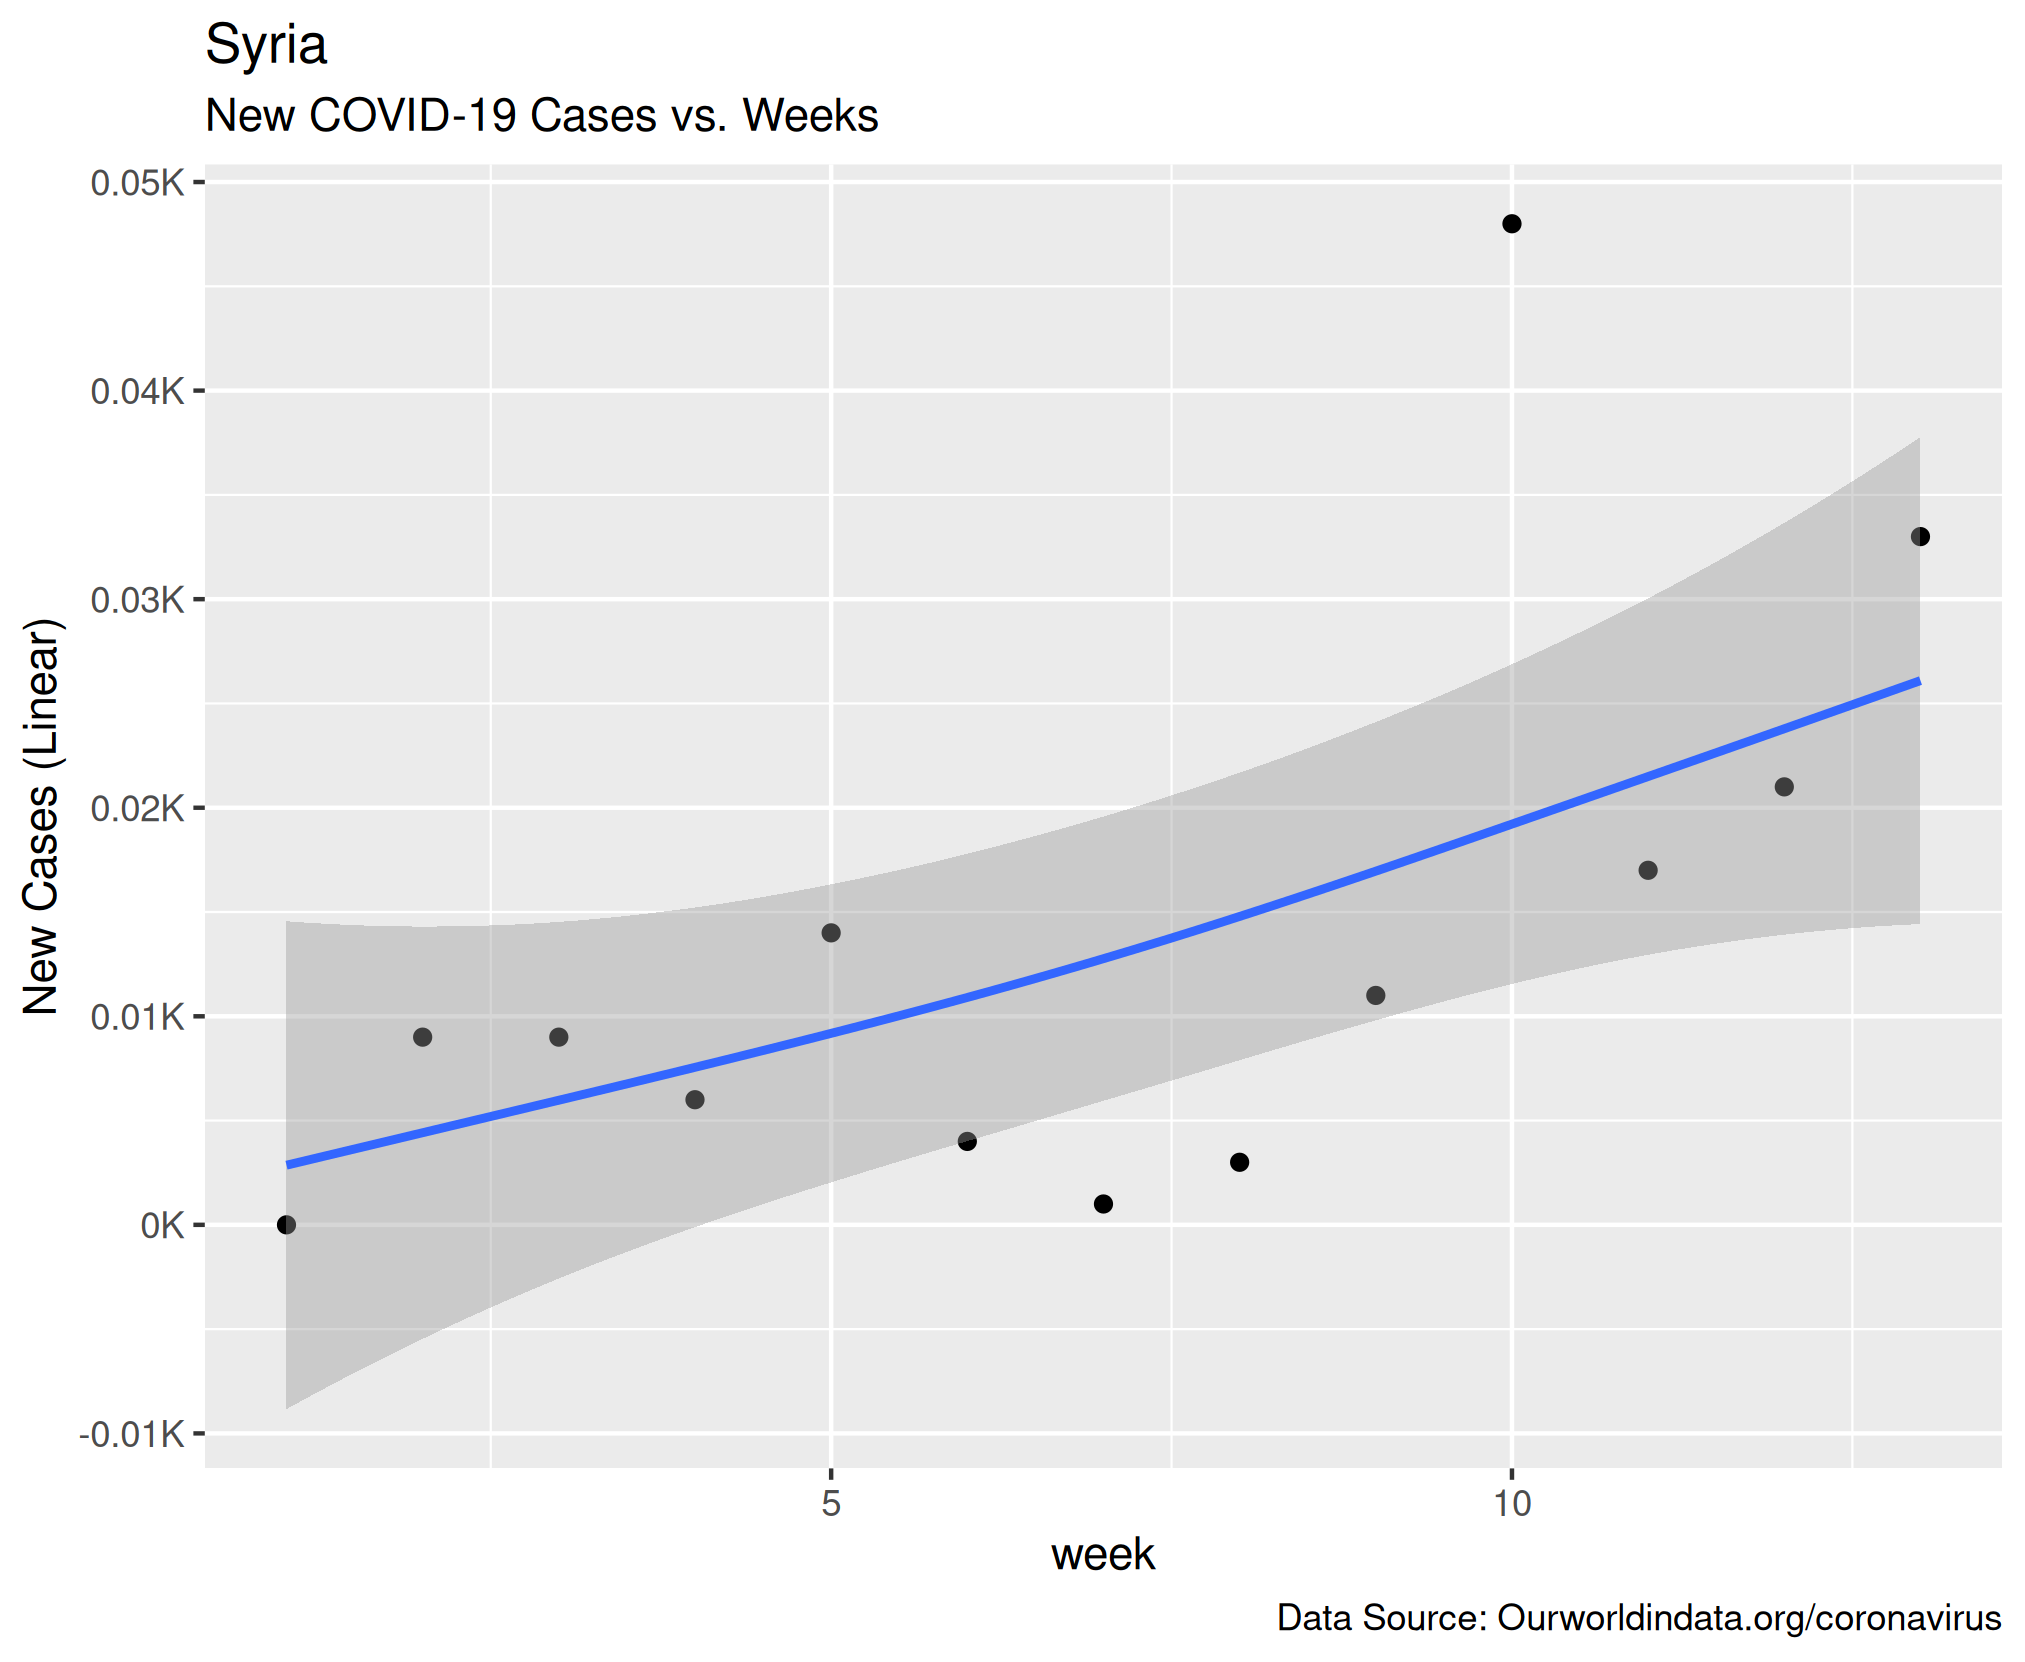 Syria
New COVID-19 Cases vs. Weeks
New Cases (Linear)
0.05K
0.04K
0.03K
0.02K
0.01K
0K
-0.01K
5 10
week
Data Source: Ourworldindata.org/coronavirus